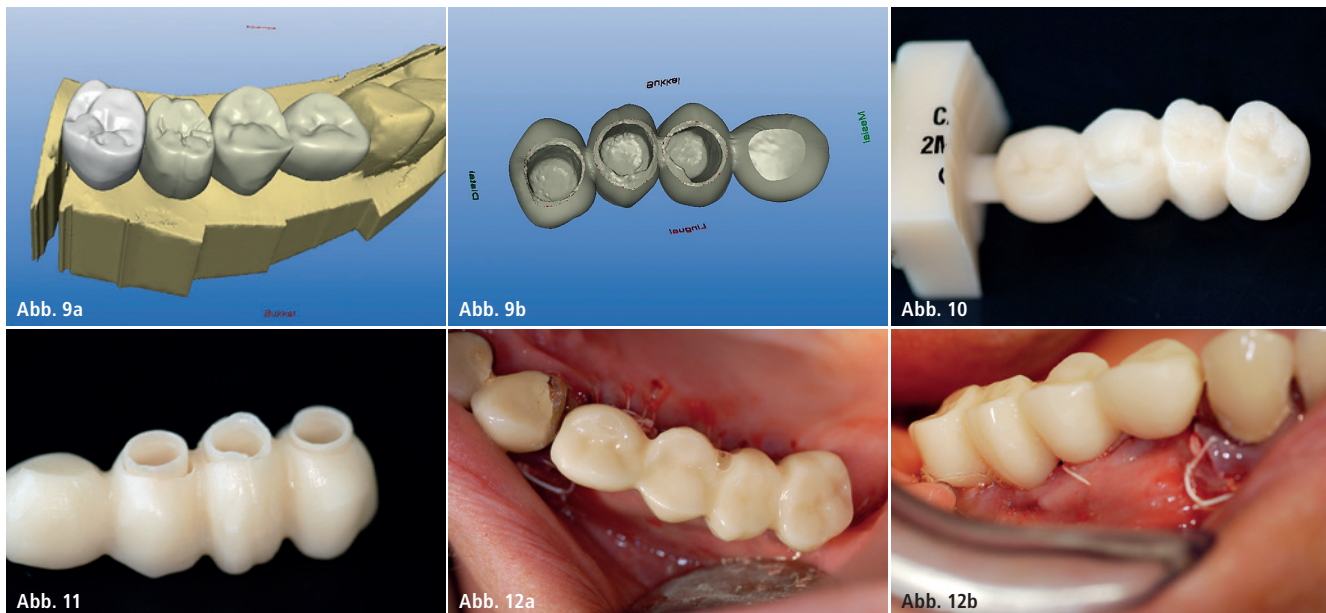 Bukkal
Abb. 9a
Bukkal
Mesial
Distal
Lingual
Abb. 9b
C
2M
Abb. 10
Abb. 11
Abb. 12a
Abb. 12b